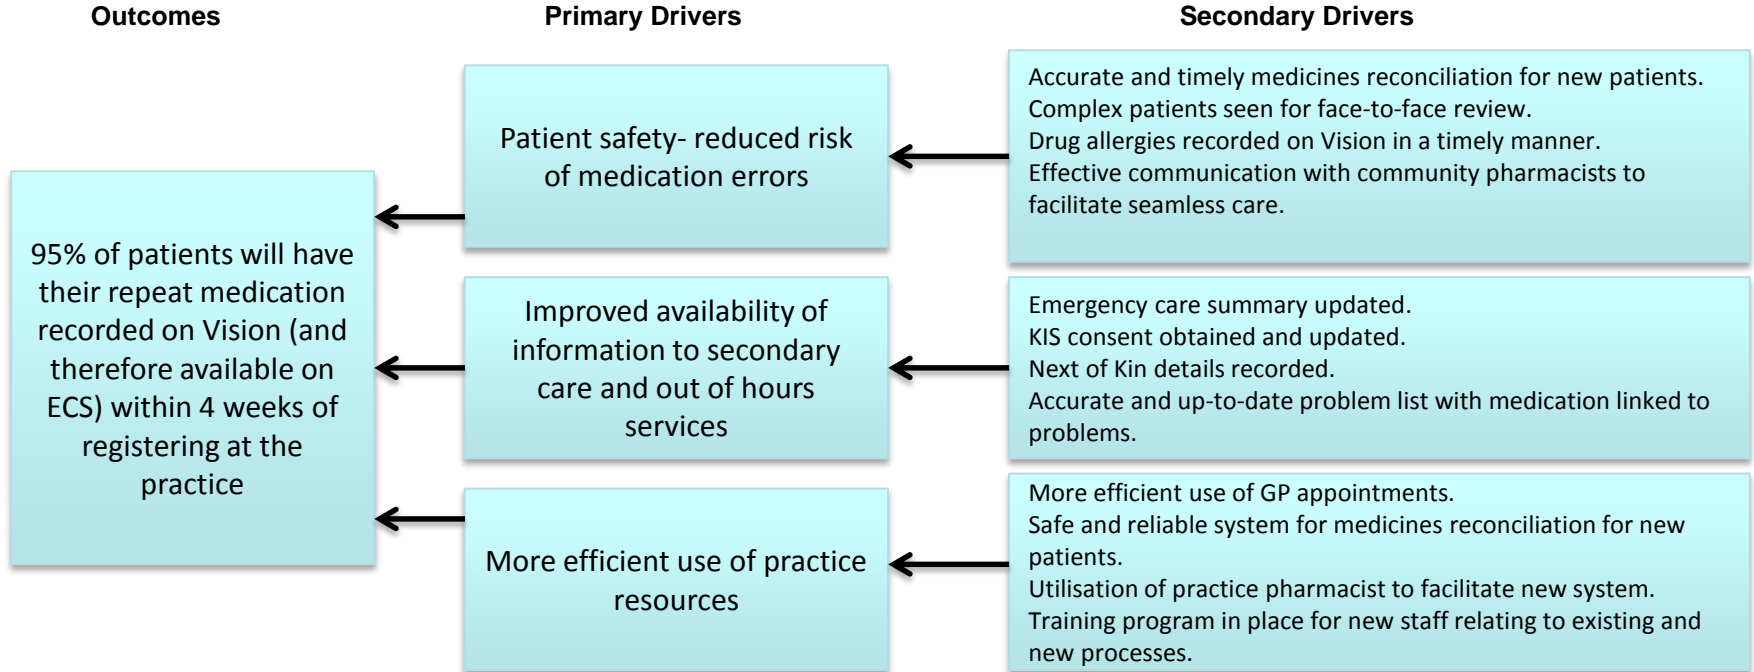 Outcomes
Primary Drivers
Secondary Drivers
95% of patients will have
their repeat medication
recorded on Vision (and
therefore available on
ECS) within 4 weeks of
registering at the
practice
Patient safety- reduced risk
of medication errors
Accurate and timely medicines reconciliation for new patients.
Complex patients seen for face-to-face review.
Drug allergies recorded on Vision in a timely manner.
Effective communication with community pharmacists to
facilitate seamless care.
Improved availability of
information to secondary
care and out of hours
services
Emergency care summary updated.
KIS consent obtained and updated.
Next of Kin details recorded.
Accurate and up-to-date problem list with medication linked to
problems.
More efficient use of practice
resources
More efficient use of GP appointments.
Safe and reliable system for medicines reconciliation for new
patients.
Utilisation of practice pharmacist to facilitate new system.
Training program in place for new staff relating to existing and
new processes.